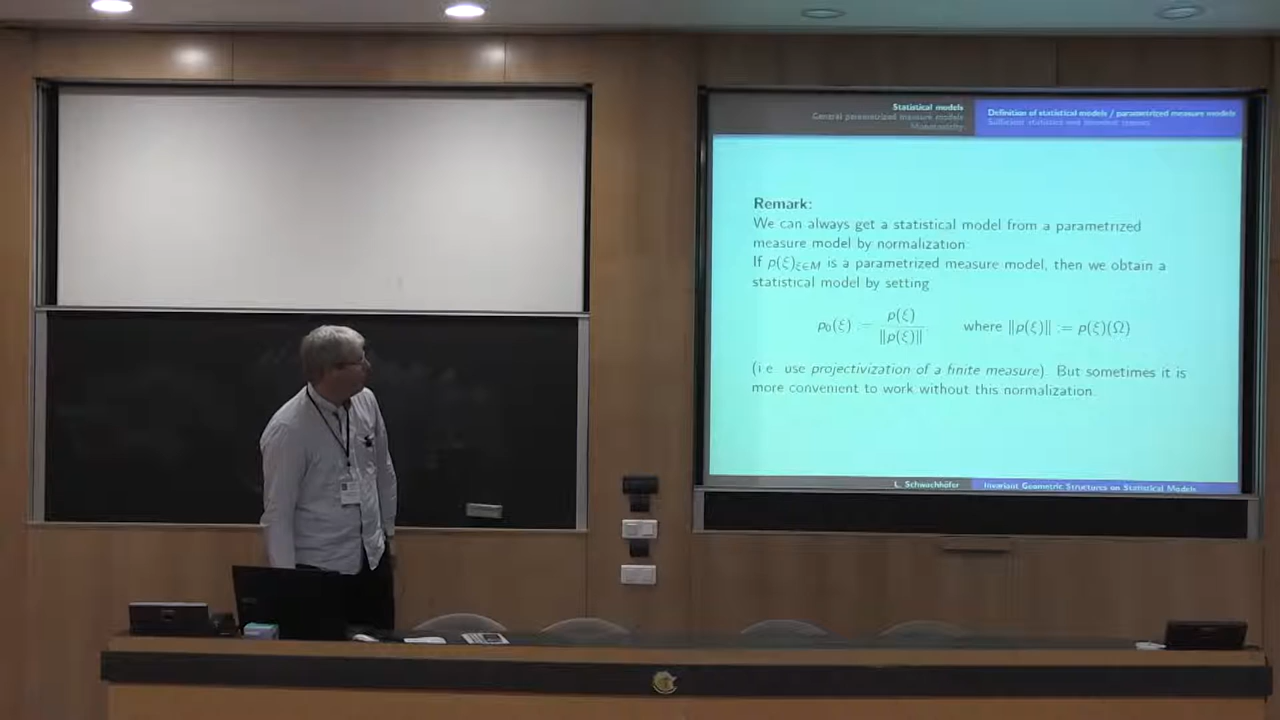 Statistical models
General parametrized measure models
Monotonicity
Definition of statistical models / parametrized measure models
Sufficient statistics and
Remark:
We can always get a statistical model from a parametrized
measure model by normalization:
If p(ξ)ξ∈M is a parametrized measure model, then we obtain a
statistical model by setting
p₀(ξ) := p(ξ) / ‖p(ξ)‖ where ‖p(ξ)‖ := p(ξ)(Ω)
(i.e. use projectivization of a finite measure). But sometimes it is
more convenient to work without this normalization.
L. Schwachhöfer
Invariant Geometric Structures on Statistical Models